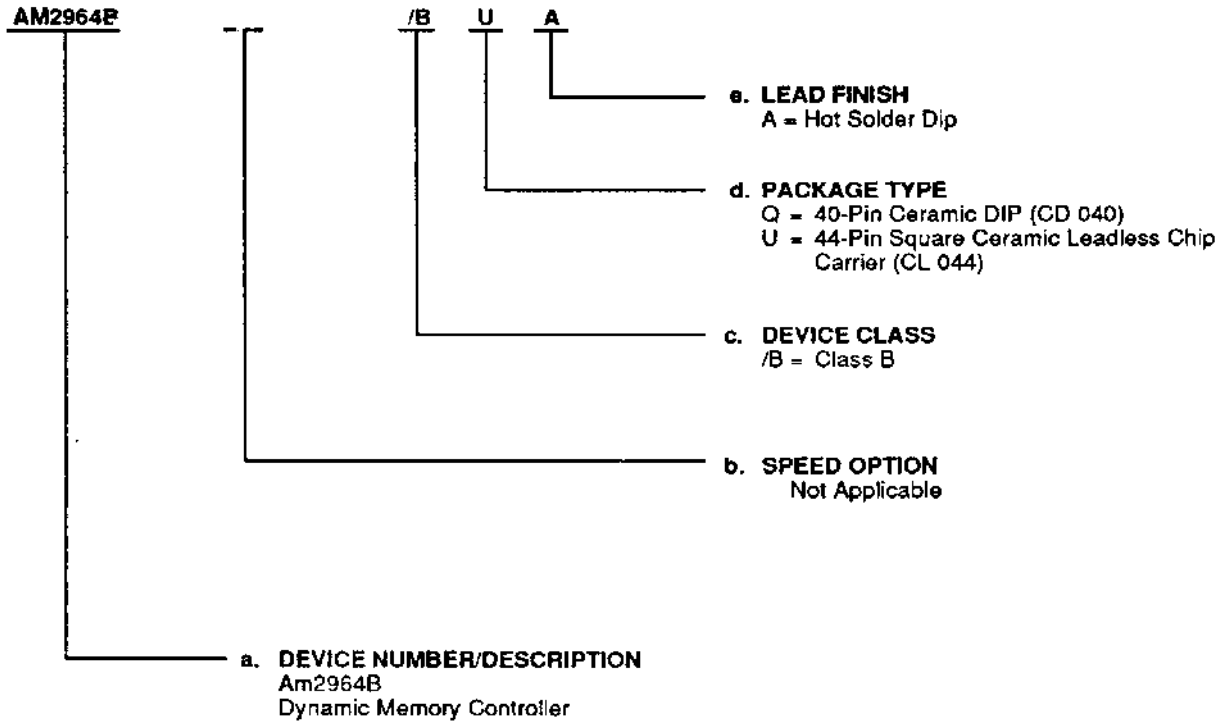 AM2964B /B U A
e. LEAD FINISH
A = Hot Solder Dip
d. PACKAGE TYPE
Q = 40-Pin Ceramic DIP (CD 040)
U = 44-Pin Square Ceramic Leadless Chip
Carrier (CL 044)
c. DEVICE CLASS
/B = Class B
b. SPEED OPTION
Not Applicable
a. DEVICE NUMBER/DESCRIPTION
Am2964B
Dynamic Memory Controller